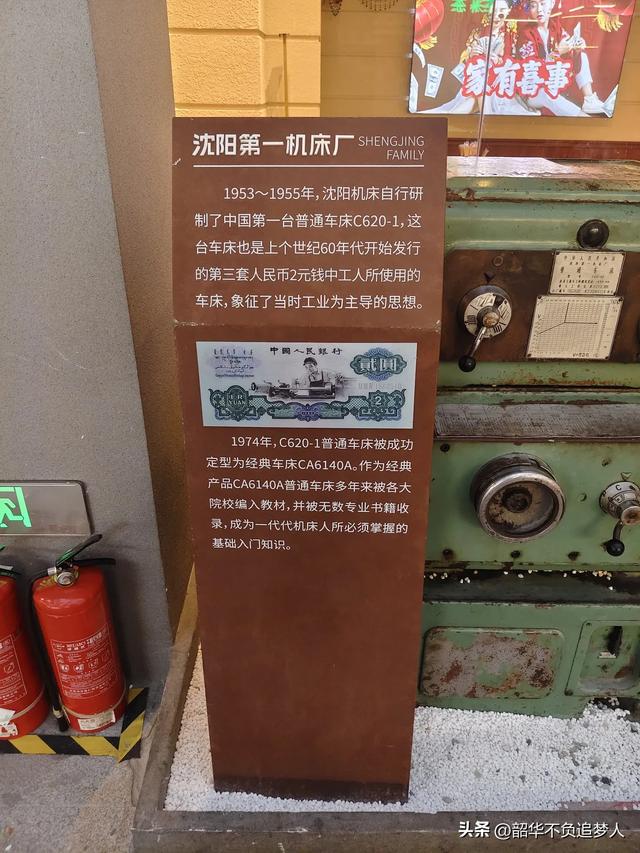 家有喜事
沈阳第一机床厂
SHENGJING
FAMILY
1953～1955年，沈阳机床自行研
制了中国第一台普通车床C620-1，这
台车床也是上个世纪60年代开始发行
的第三套人民币2元钱中工人所使用的
车床，象征了当时工业为主导的思想。
中国人民银行
贰圆
YUAN
2
1974年，C620-1普通车床被成功
定型为经典车床CA6140A。作为经典
产品CA6140A普通车床多年来被各大
院校编入教材，并被无数专业书籍收
录，成为一代代机床人所必须掌握的
基础入门知识。
头条 @韶华不负追梦人